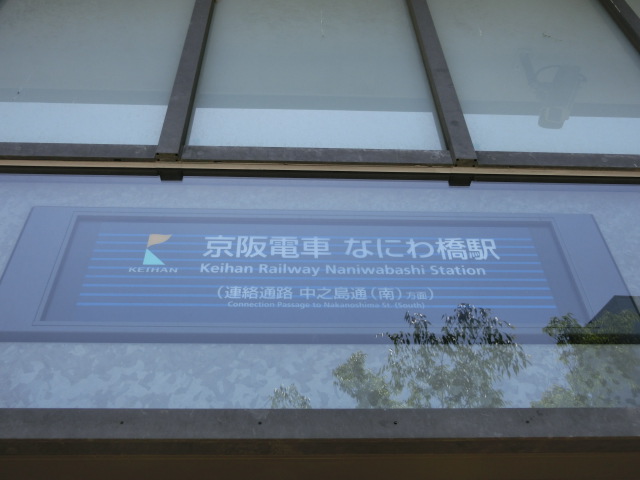 京阪電車 なにわ橋駅
KEIHAN
Keihan Railway Naniwabashi Station
(連絡通路 中之島通(南)方面)
Connection Passage to Nakanoshima St. (South)